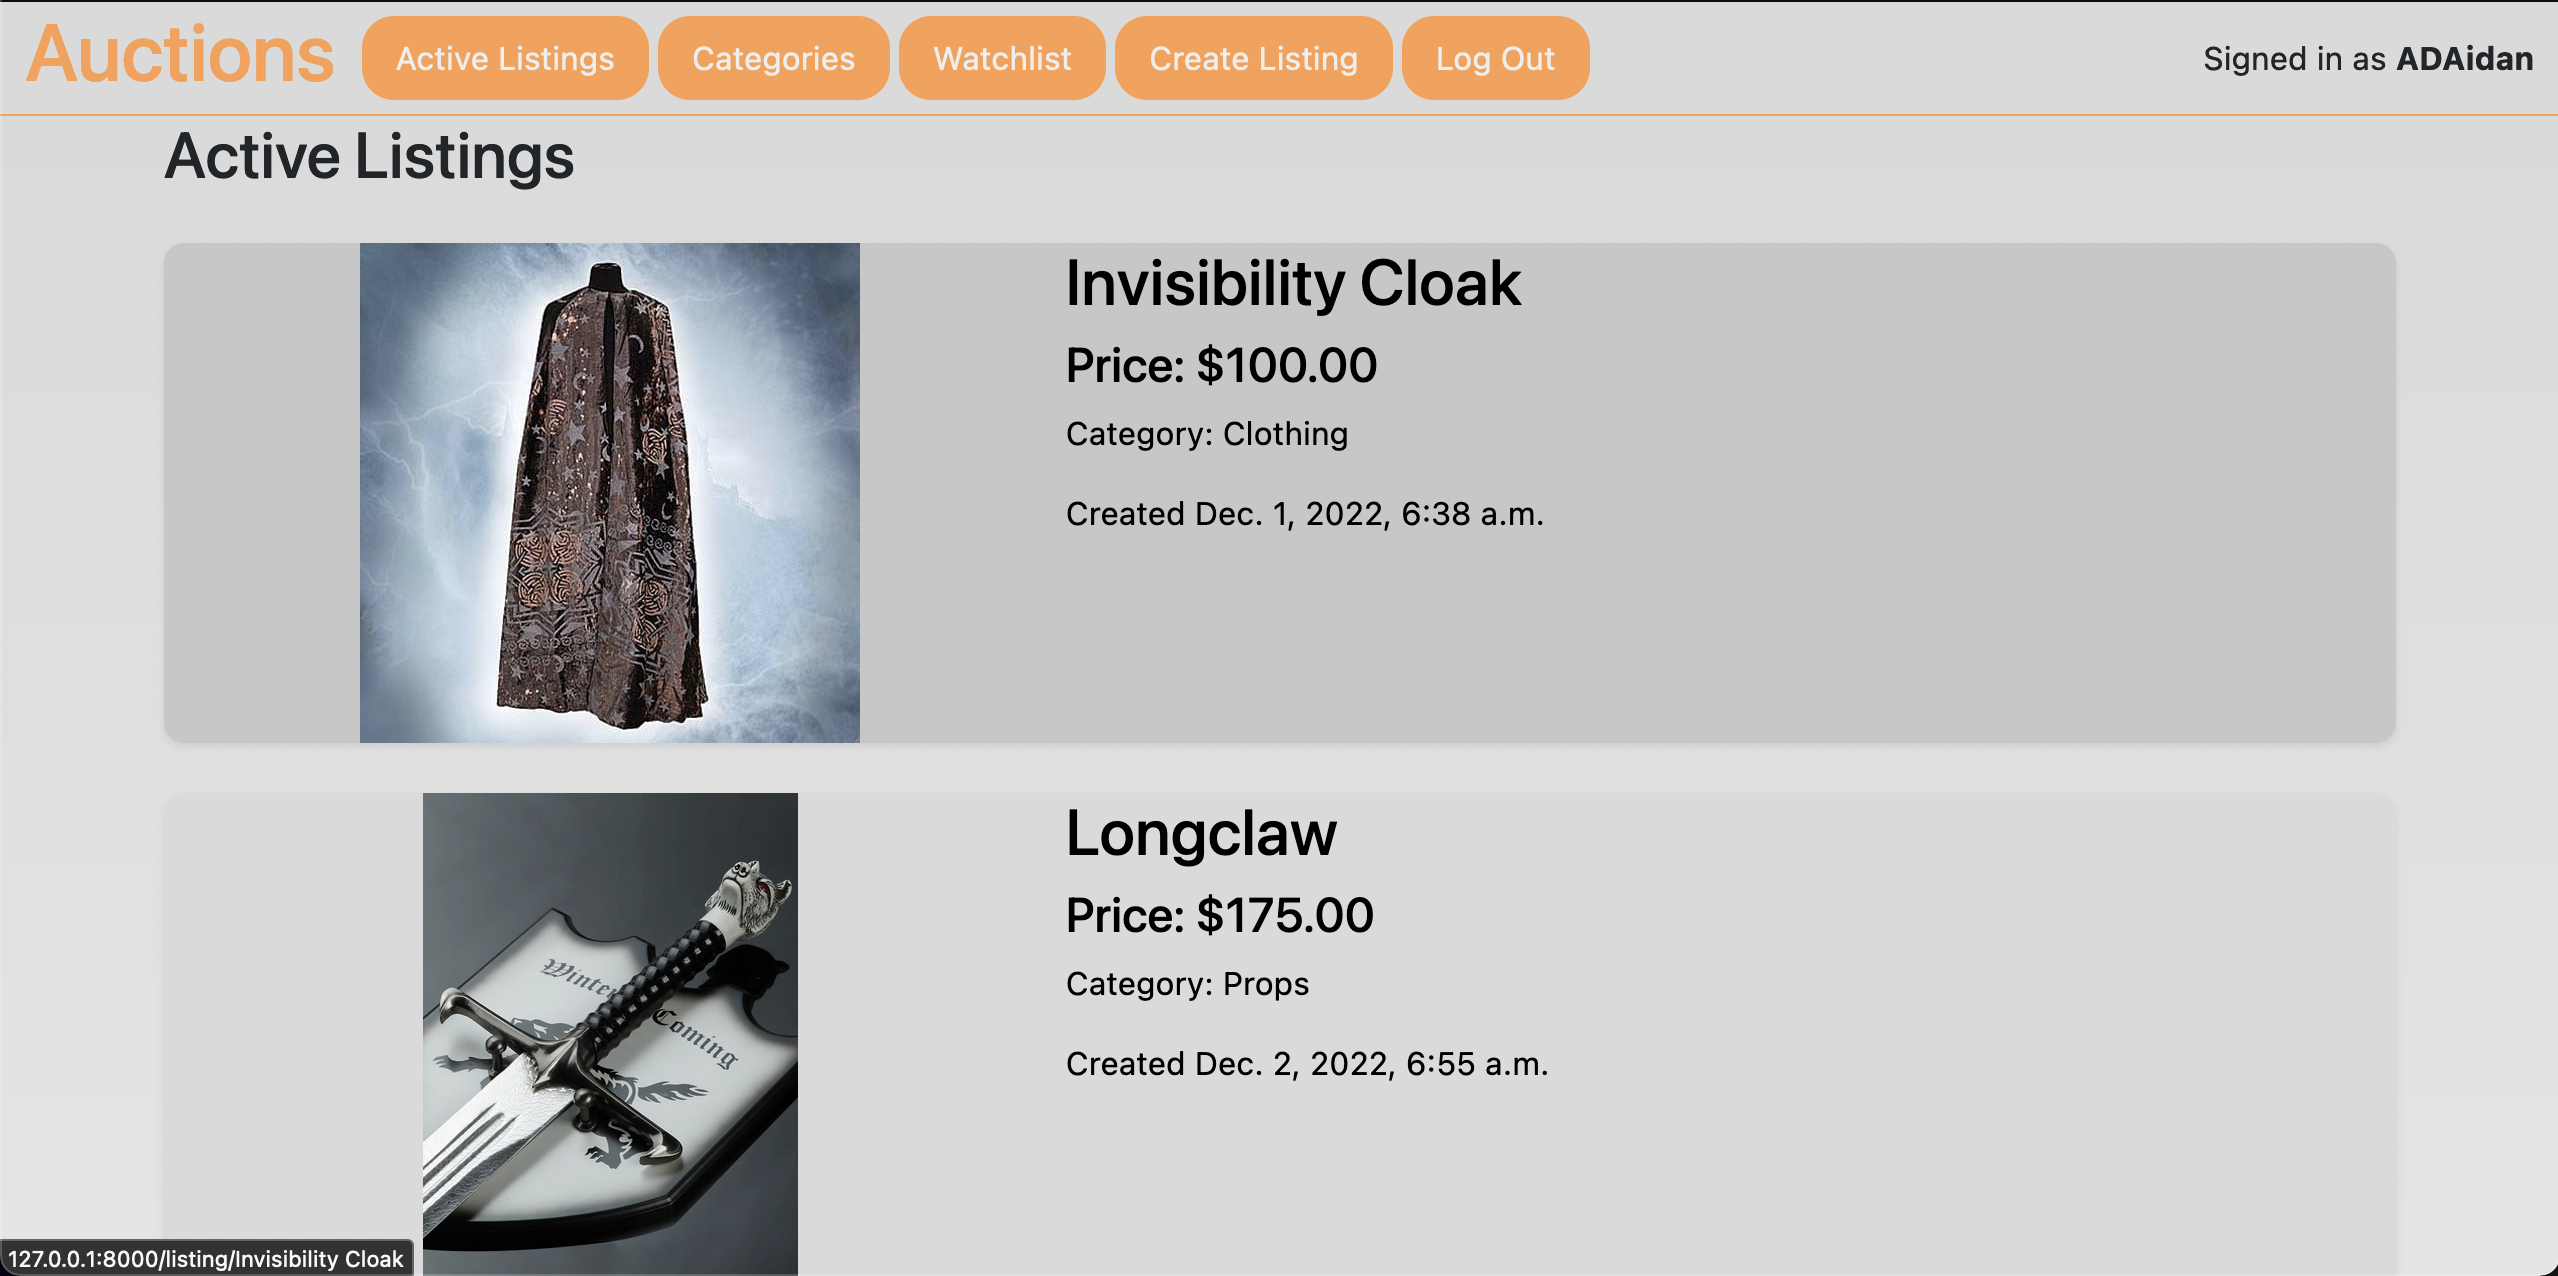 Auctions Active Listings Categories Watchlist Create Listing Log Out Signed in as ADAidan
Active Listings
Invisibility Cloak
Price: $100.00
Category: Clothing
Created Dec. 1, 2022, 6:38 a.m.
Longclaw
Price: $175.00
Category: Props
Created Dec. 2, 2022, 6:55 a.m.
Winter
Coming
127.0.0.1:8000/listing/Invisibility Cloak